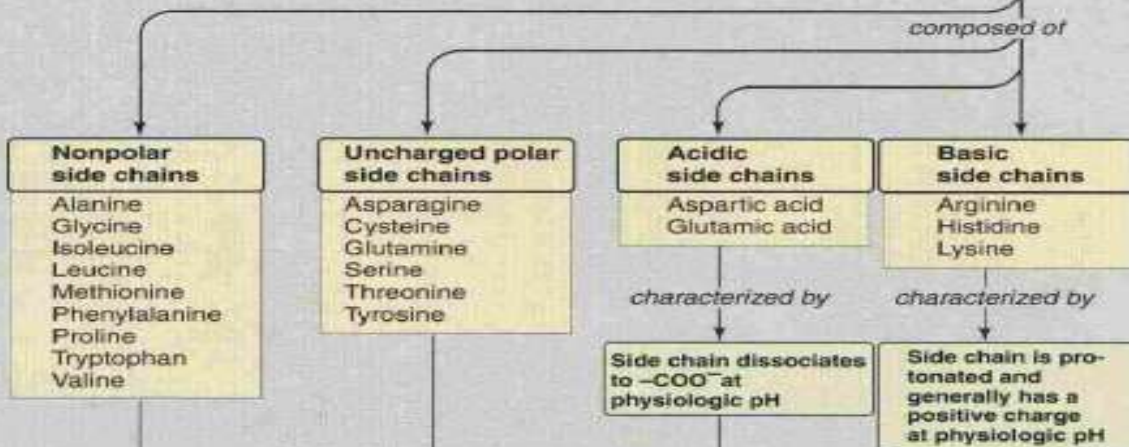 composed of
Nonpolar
side chains
Alanine
Glycine
Isoleucine
Leucine
Methionine
Phenylalanine
Proline
Tryptophan
Valine
Uncharged polar
side chains
Asparagine
Cysteine
Glutamine
Serine
Threonine
Tyrosine
Acidic
side chains
Aspartic acid
Glutamic acid
characterized by
Side chain dissociates
to –COO⁻ at
physiologic pH
Basic
side chains
Arginine
Histidine
Lysine
characterized by
Side chain is pro-
tonated and
generally has a
positive charge
at physiologic pH